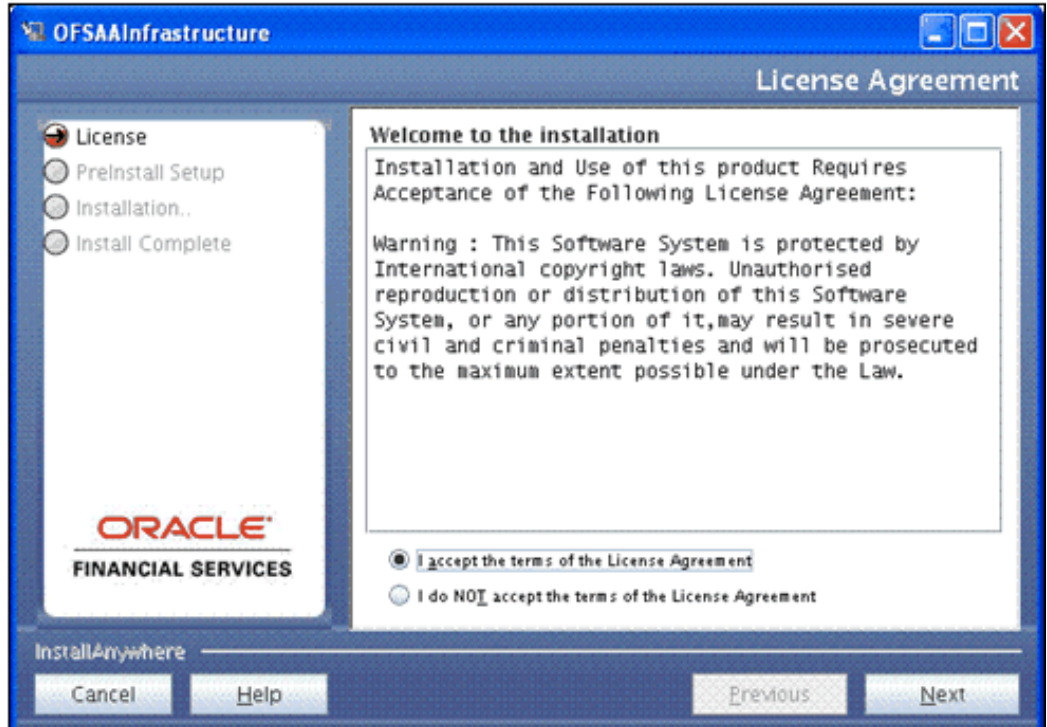 OFSAAInfrastructure
License Agreement
License
PreInstall Setup
Installation..
Install Complete
ORACLE
FINANCIAL SERVICES
Welcome to the installation
Installation and Use of this product Requires
Acceptance of the Following License Agreement:
Warning : This Software System is protected by
International copyright laws. Unauthorised
reproduction or distribution of this Software
System, or any portion of it,may result in severe
civil and criminal penalties and will be prosecuted
to the maximum extent possible under the Law.
I accept the terms of the License Agreement
I do NOT accept the terms of the License Agreement
InstallAnywhere
Cancel
Help
Previous
Next